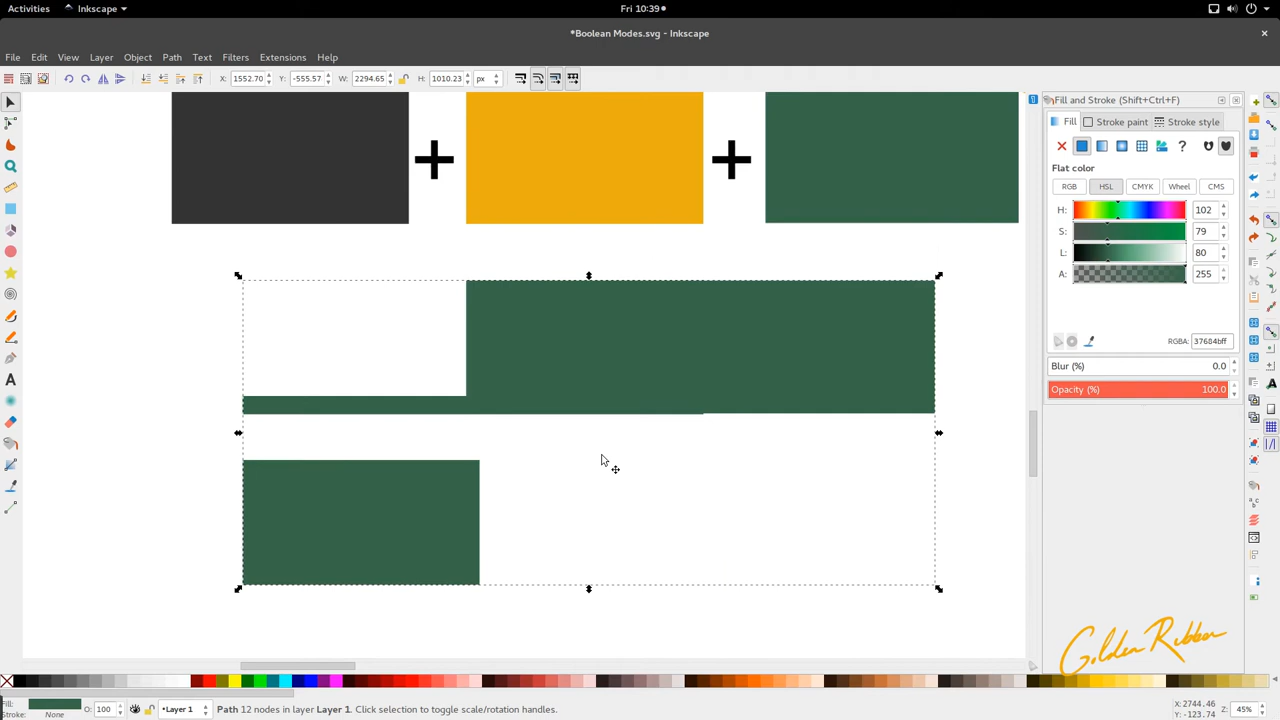 Activities Inkscape Fri 10:39
*Boolean Modes.svg - Inkscape
File Edit View Layer Object Path Text Filters Extensions Help
X: 1552.70 Y: -555.57 W: 2294.65 H: 1010.23 px
Fill and Stroke (Shift+Ctrl+F)
Fill Stroke paint Stroke style
Flat color
RGB HSL CMYK Wheel CMS
H: 102
S: 79
L: 80
A: 255
RGBA: 37684bff
Blur (%) 0.0
Opacity (%) 100.0
+ +
Golden Ribbon
Fill: Stroke: None O: 100 Layer 1 Path 12 nodes in layer Layer 1. Click selection to toggle scale/rotation handles. X: 2744.46 Y: -123.74 Z: 45%